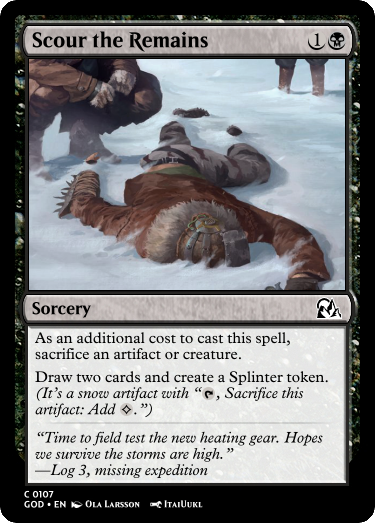 Scour the Remains 1
Sorcery
As an additional cost to cast this spell,
sacrifice an artifact or creature.
Draw two cards and create a Splinter token.
(It's a snow artifact with “, Sacrifice this
artifact: Add .”)
“Time to field test the new heating gear. Hopes
we survive the storms are high.”
—Log 3, missing expedition
C 0107
GOD • EN Ola Larsson ItaiUukl